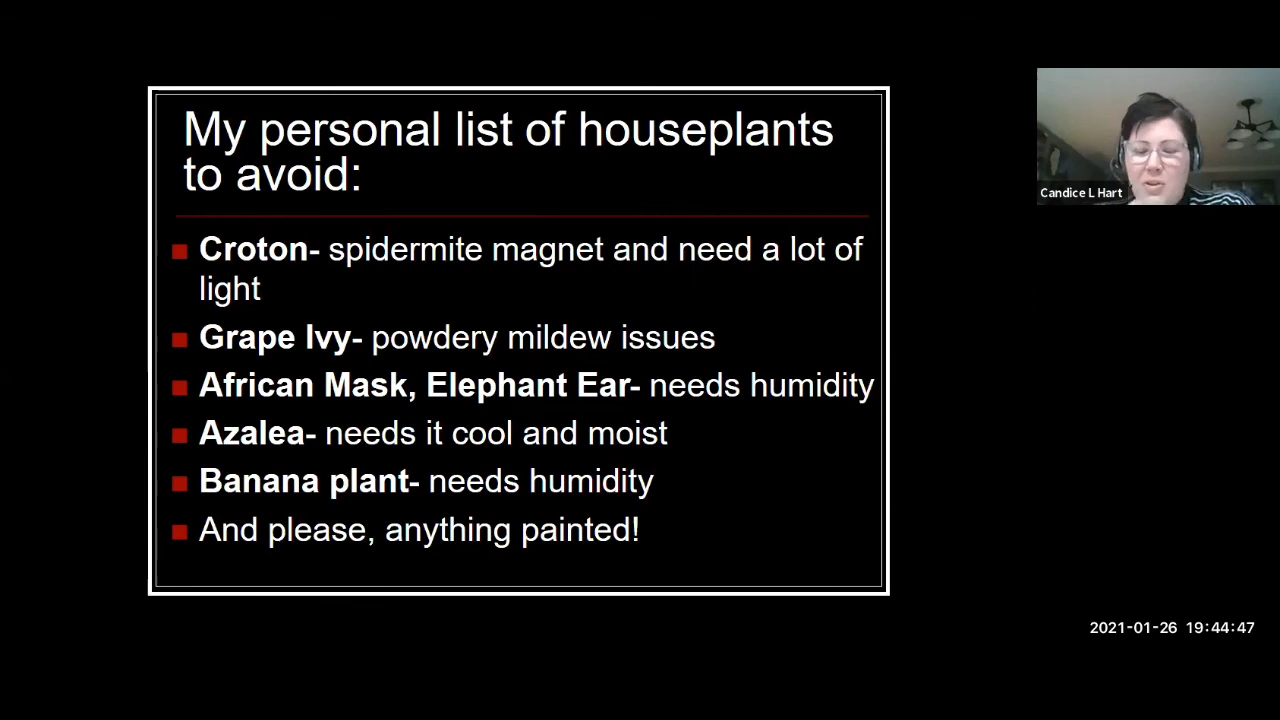 My personal list of houseplants
to avoid:
Croton- spidermite magnet and need a lot of
light
Grape Ivy- powdery mildew issues
African Mask, Elephant Ear- needs humidity
Azalea- needs it cool and moist
Banana plant- needs humidity
And please, anything painted!
Candice L Hart
2021-01-26 19:44:47